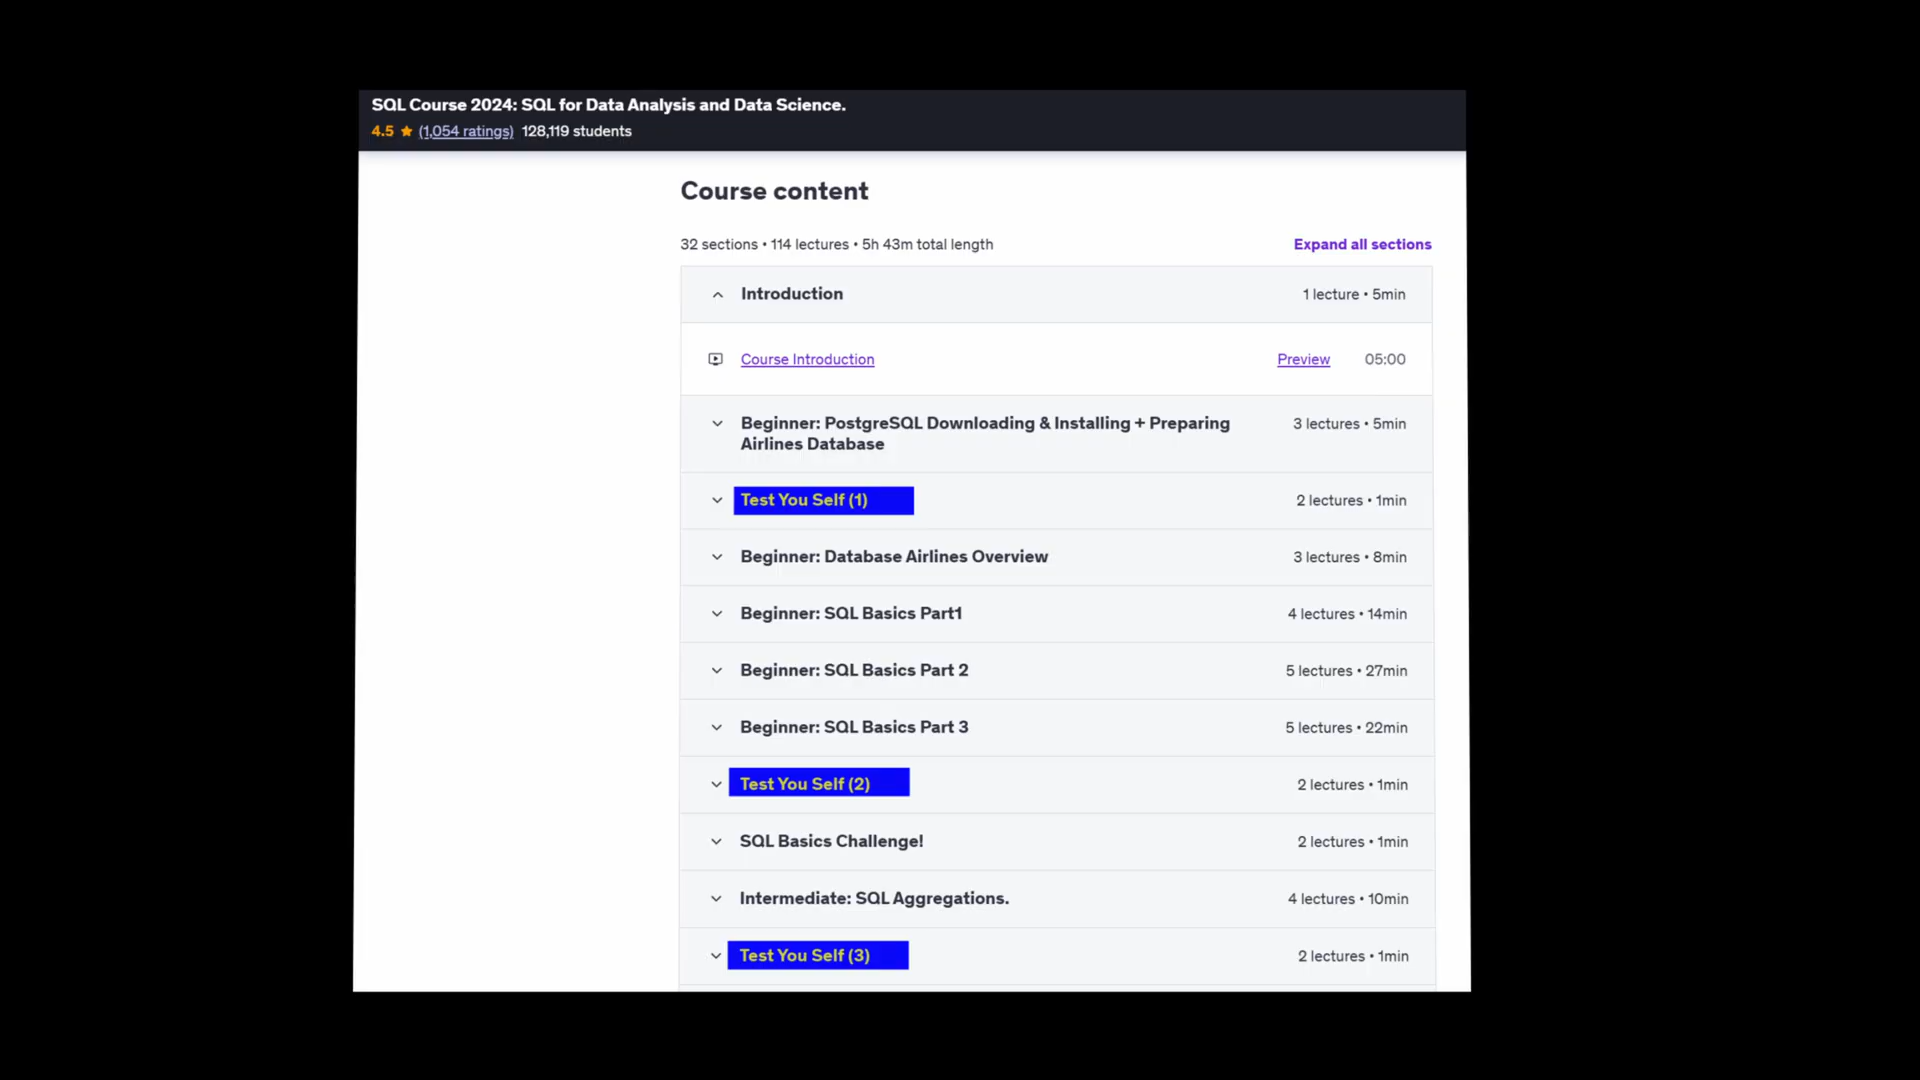 SQL Course 2024: SQL for Data Analysis and Data Science.
4.5 ★ (1,054 ratings) 128,119 students
Course content
32 sections • 114 lectures • 5h 43m total length Expand all sections
Introduction 1 lecture • 5min
Course Introduction Preview 05:00
Beginner: PostgreSQL Downloading & Installing + Preparing 3 lectures • 5min
Airlines Database
Test You Self (1) 2 lectures • 1min
Beginner: Database Airlines Overview 3 lectures • 8min
Beginner: SQL Basics Part1 4 lectures • 14min
Beginner: SQL Basics Part 2 5 lectures • 27min
Beginner: SQL Basics Part 3 5 lectures • 22min
Test You Self (2) 2 lectures • 1min
SQL Basics Challenge! 2 lectures • 1min
Intermediate: SQL Aggregations. 4 lectures • 10min
Test You Self (3) 2 lectures • 1min